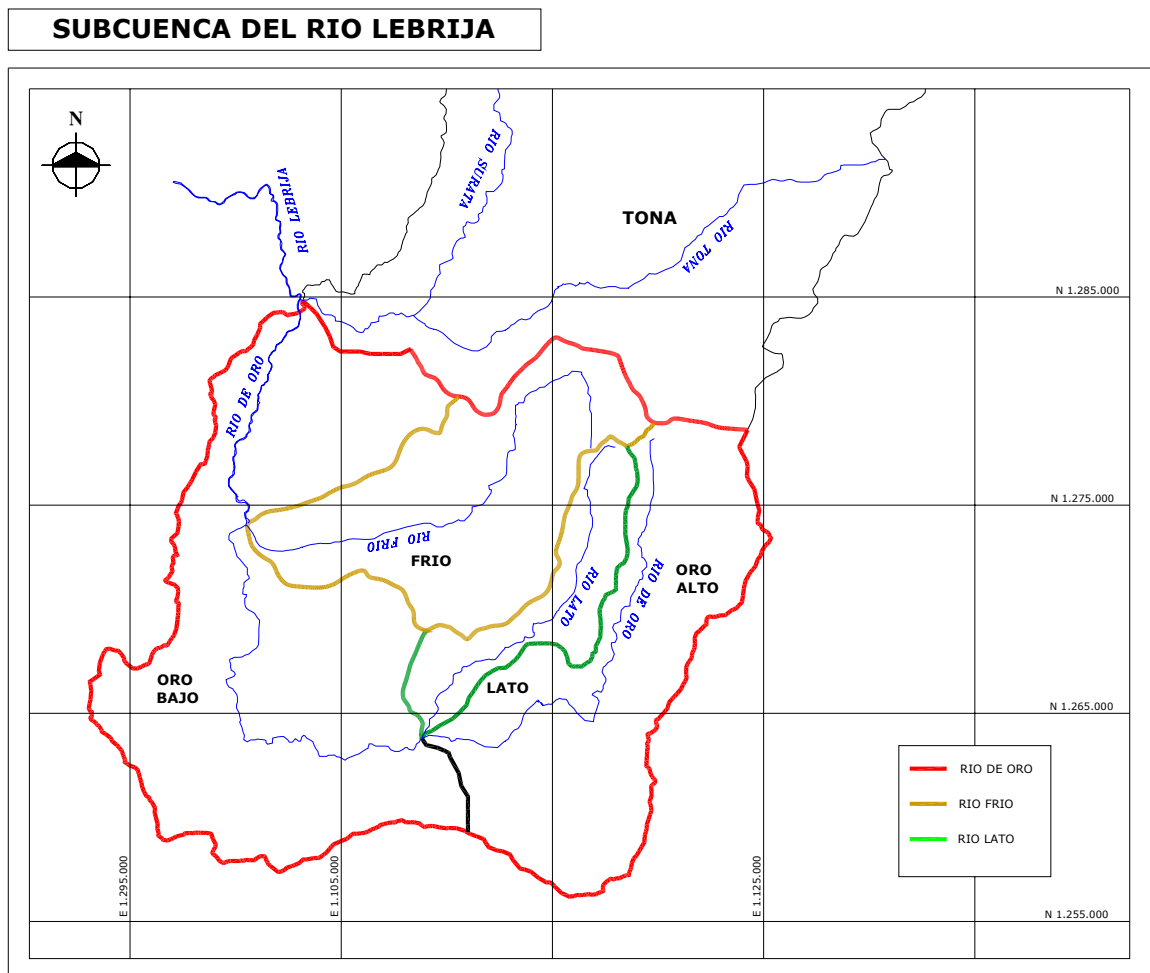 SUBCUENCA DEL RIO LEBRIJA
N
RIO LEBRIJA
RIO SURATA
TONA
RIO TONA
N 1.285.000
RIO DE ORO
N 1.275.000
RIO FRIO
FRIO
RIO LATO
RIO DE ORO
ORO
ALTO
ORO
BAJO
LATO
N 1.265.000
RIO DE ORO
RIO FRIO
RIO LATO
E 1.295.000
E 1.105.000
E 1.125.000
N 1.255.000